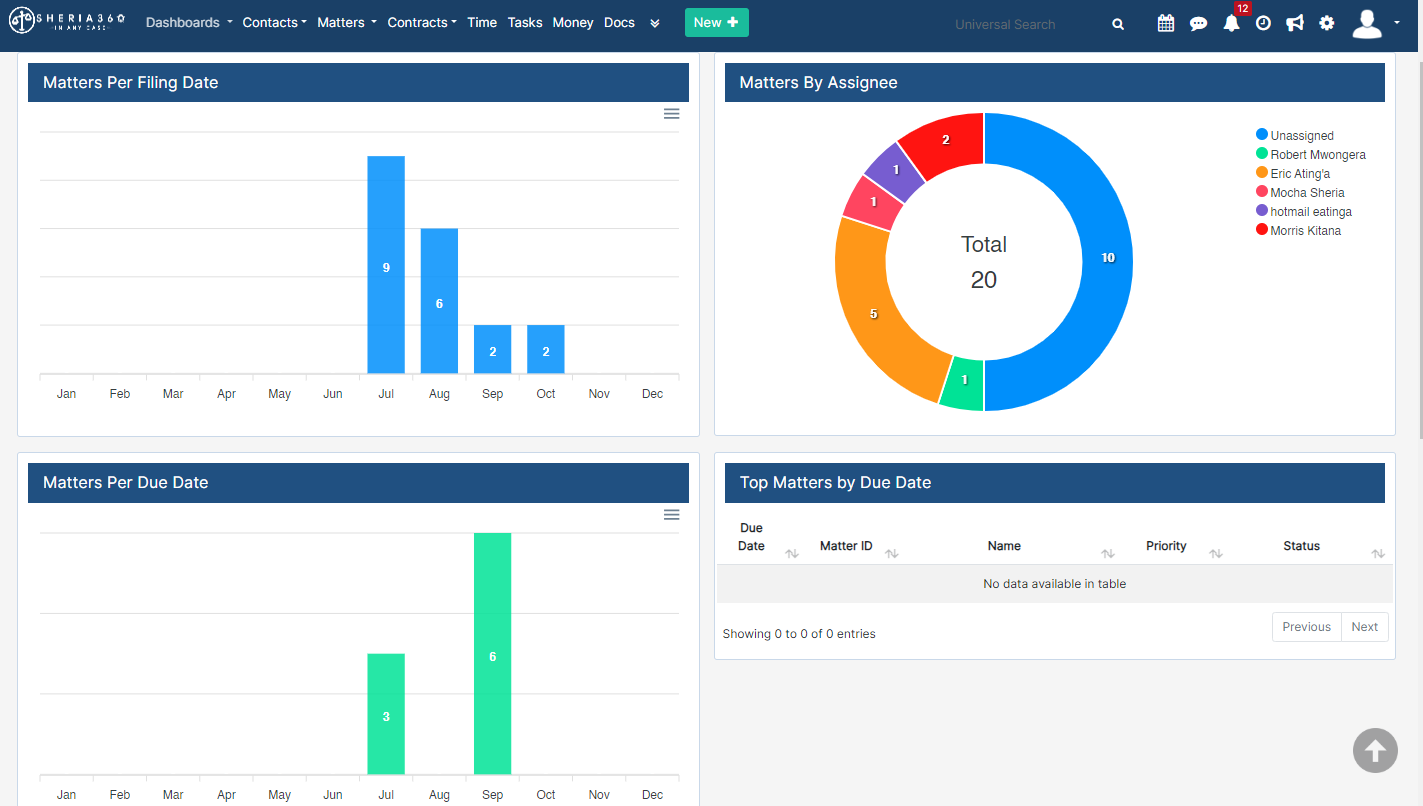 SHERIA360
-IN ANY CASE-
Dashboards Contacts Matters Contracts Time Tasks Money Docs New Universal Search 12
Matters Per Filing Date
9
6
2
2
Jan Feb Mar Apr May Jun Jul Aug Sep Oct Nov Dec
Matters By Assignee
2
1
1
10
5
1
Total
20
Unassigned
Robert Mwongera
Eric Ating'a
Mocha Sheria
hotmail eatinga
Morris Kitana
Matters Per Due Date
6
3
Jan Feb Mar Apr May Jun Jul Aug Sep Oct Nov Dec
Top Matters by Due Date
Due
Date Matter ID Name Priority Status
No data available in table
Showing 0 to 0 of 0 entries
Previous Next